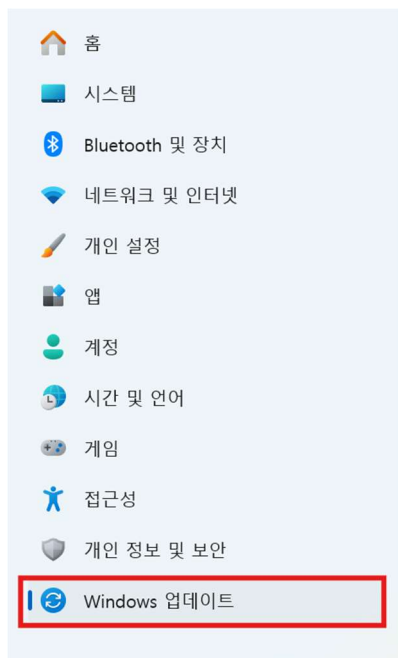 홈
시스템
Bluetooth 및 장치
네트워크 및 인터넷
개인 설정
앱
계정
시간 및 언어
게임
접근성
개인 정보 및 보안
Windows 업데이트